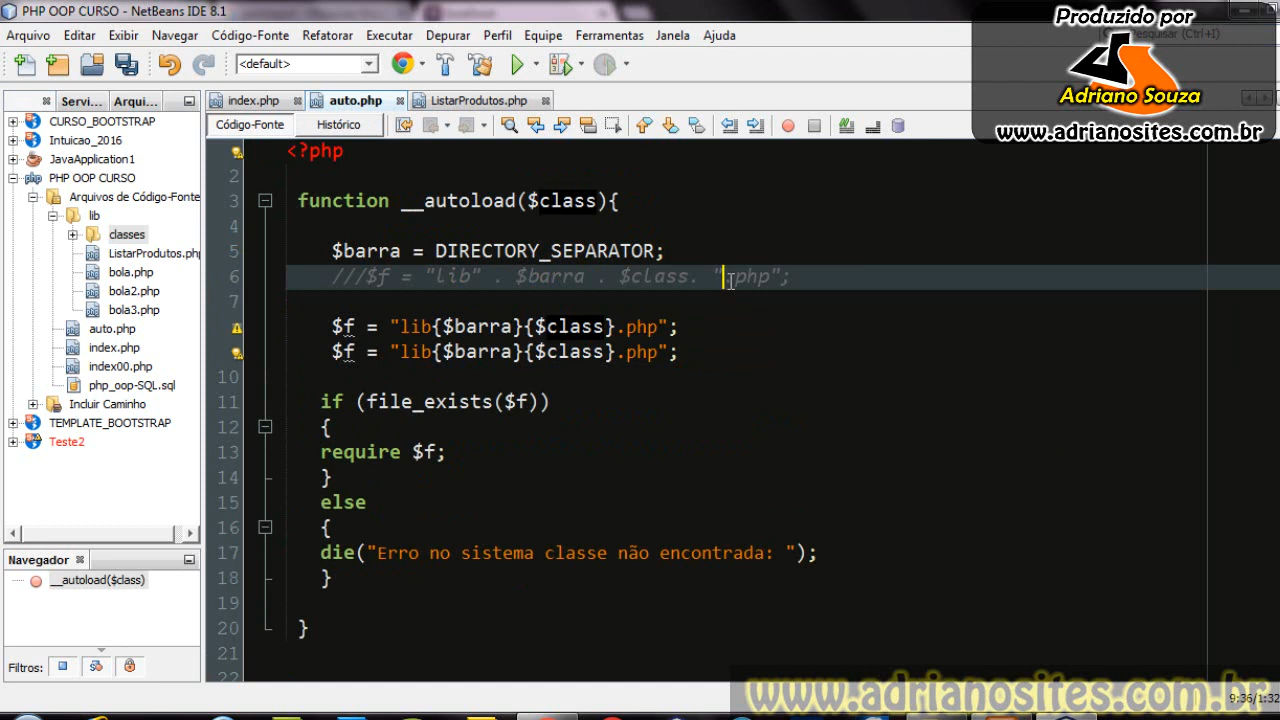 PHP OOP CURSO - NetBeans IDE 8.1
Produzido por
Adriano Souza
www.adrianosites.com.br
Arquivo Editar Exibir Navegar Código-Fonte Refatorar Executar Depurar Perfil Equipe Ferramentas Janela Ajuda
Pesquisar (Ctrl+I)
<default>
Servi... Arqui...
index.php auto.php ListarProdutos.php
Código-Fonte Histórico
CURSO_BOOTSTRAP
Intuicao_2016
JavaApplication1
PHP OOP CURSO
Arquivos de Código-Fonte
lib
classes
ListarProdutos.php
bola.php
bola2.php
bola3.php
auto.php
index.php
index00.php
php_oop-SQL.sql
Incluir Caminho
TEMPLATE_BOOTSTRAP
Teste2
<?php
2
3 function __autoload($class){
4
5 $barra = DIRECTORY_SEPARATOR;
6 ///$f = "lib" . $barra . $class. ".php";
7
$f = "lib{$barra}{$class}.php";
$f = "lib{$barra}{$class}.php";
10
11 if (file_exists($f))
12 {
13 require $f;
14 }
15 else
16 {
17 die("Erro no sistema classe não encontrada: ");
18 }
19
20 }
22
Navegador
__autoload($class)
Filtros:
www.adrianosites.com.br
9:36/1:32